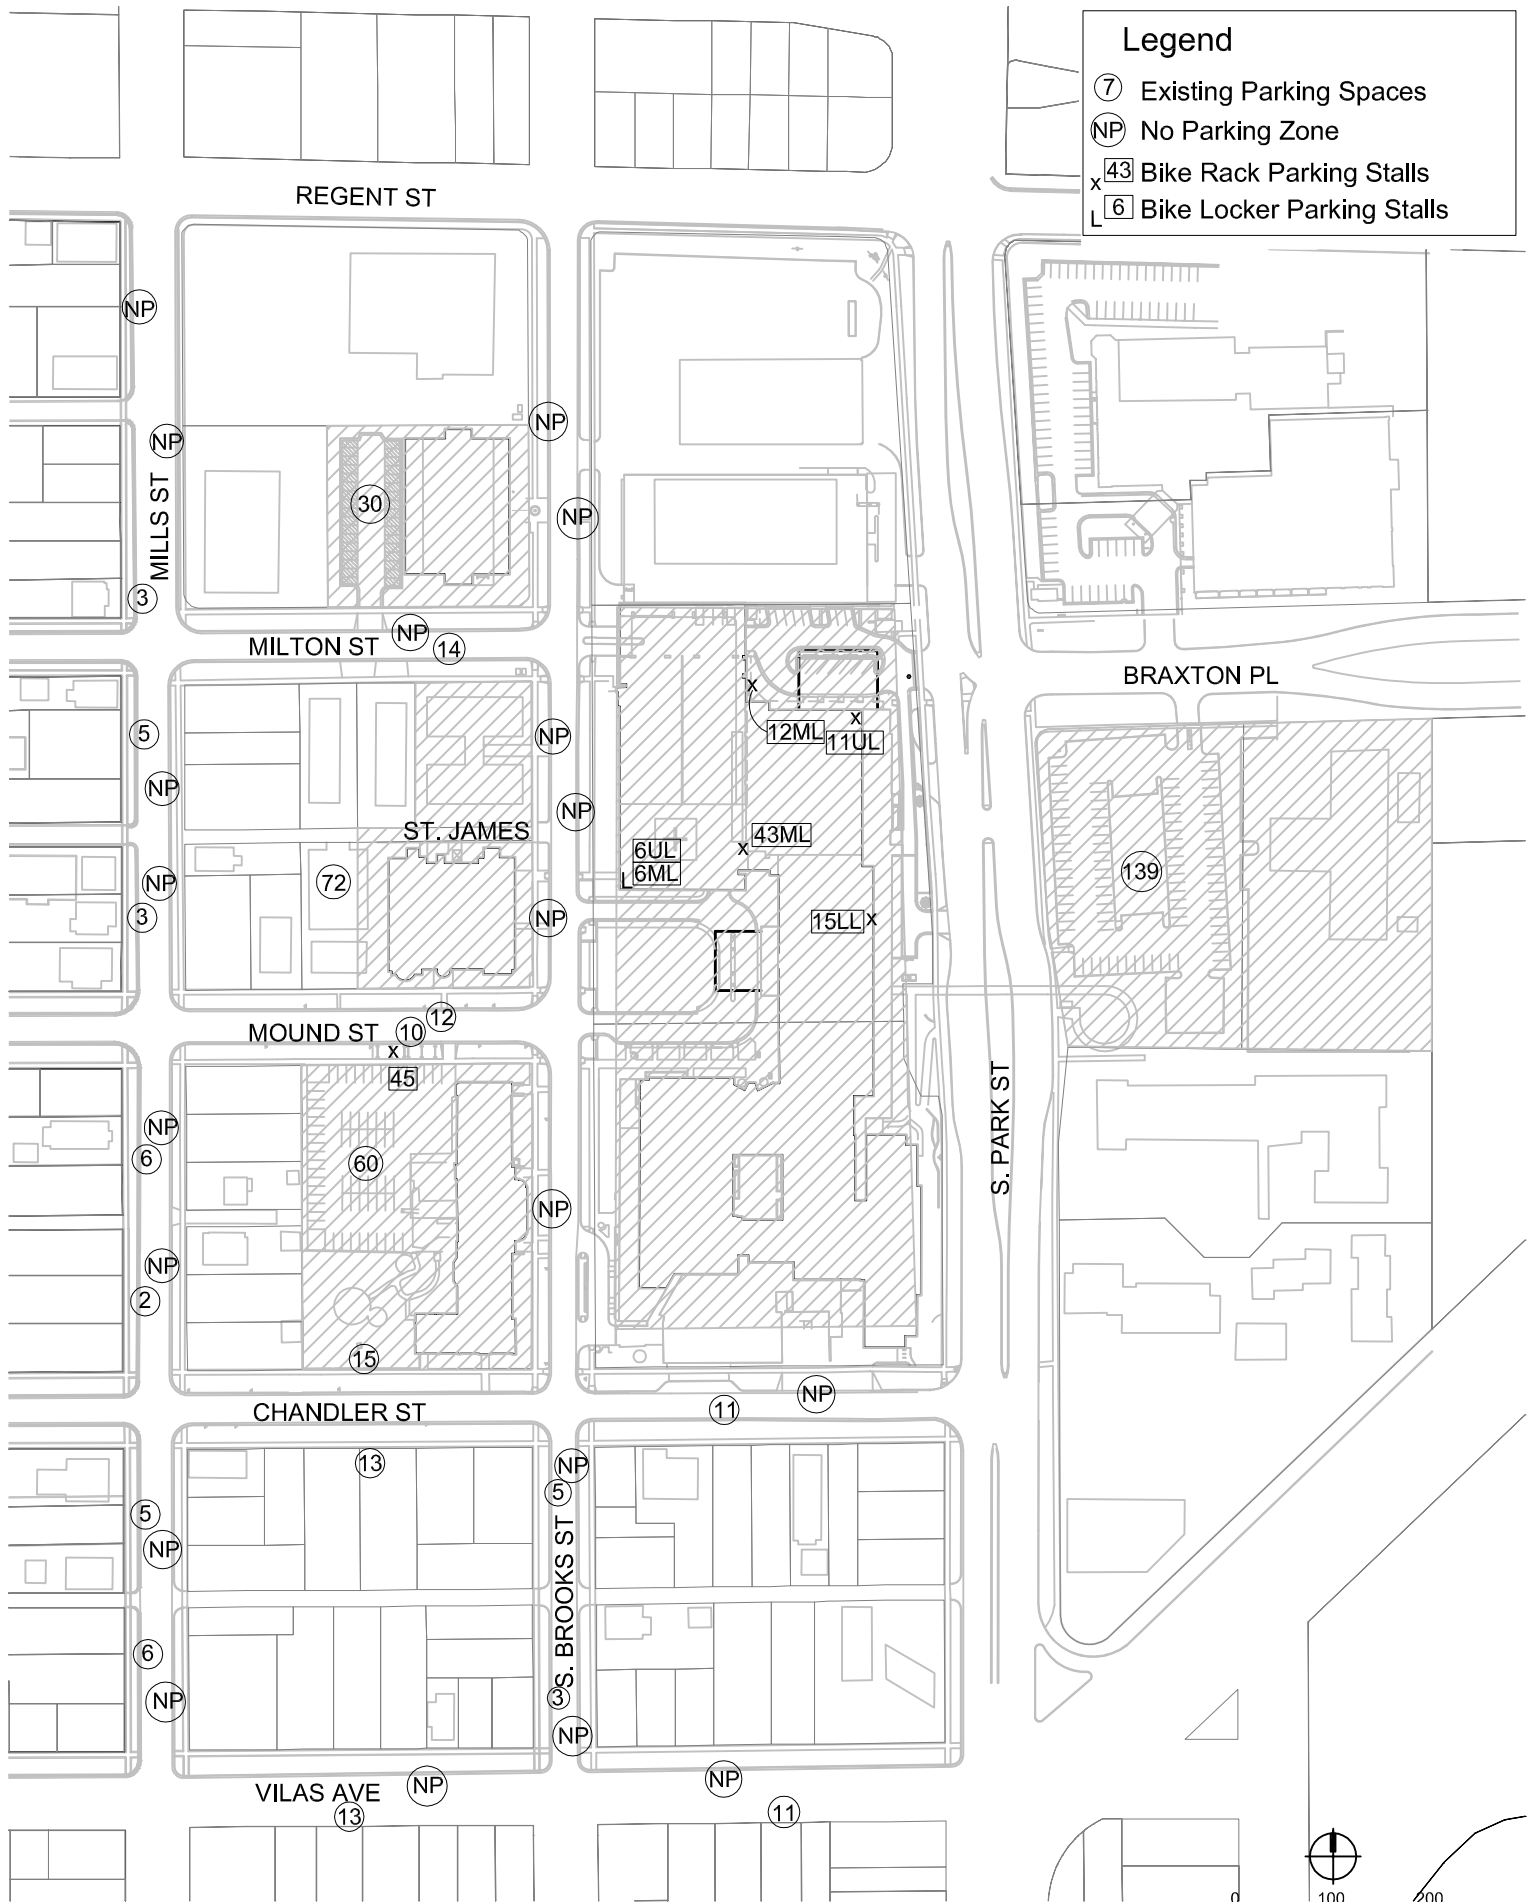 Legend
7 Existing Parking Spaces
NP No Parking Zone
x 43 Bike Rack Parking Stalls
L 6 Bike Locker Parking Stalls
REGENT ST
NP
NP
NP
MILLS ST
30
NP
3
NP
14
MILTON ST
BRAXTON PL
x
5
NP
12ML
x
11UL
NP
NP
ST. JAMES
43ML
x
6UL
6ML
L
NP
72
139
3
NP
15LL x
12
10
MOUND ST
x
45
S. PARK ST
NP
6
60
NP
NP
2
15
NP
11
CHANDLER ST
13
NP
5
5
NP
S. BROOKS ST
6
NP
3
NP
NP
NP
VILAS AVE
13
11
0 100 200